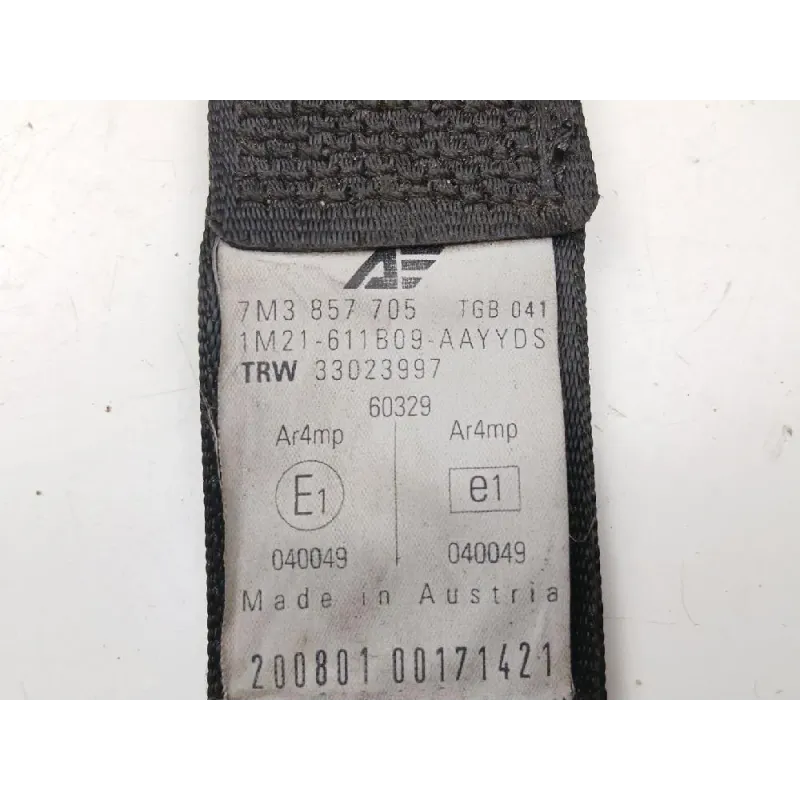 7M3 857 705 TGB 041
1M21-611B09-AAYYDS
TRW 33023997
60329
Ar4mp Ar4mp
E1 e1
040049 040049
Made in Austria
200801 00171421